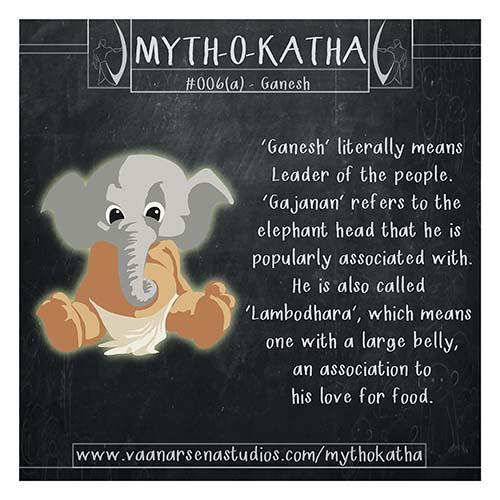 MYTH-O-KATHA
#006(a) - Ganesh
'Ganesh' literally means
Leader of the people.
'Gajanan' refers to the
elephant head that he is
popularly associated with.
He is also called
'Lambodhara', which means
one with a large belly,
an association to
his love for food.
www.vaanarsenastudios.com/mythokatha